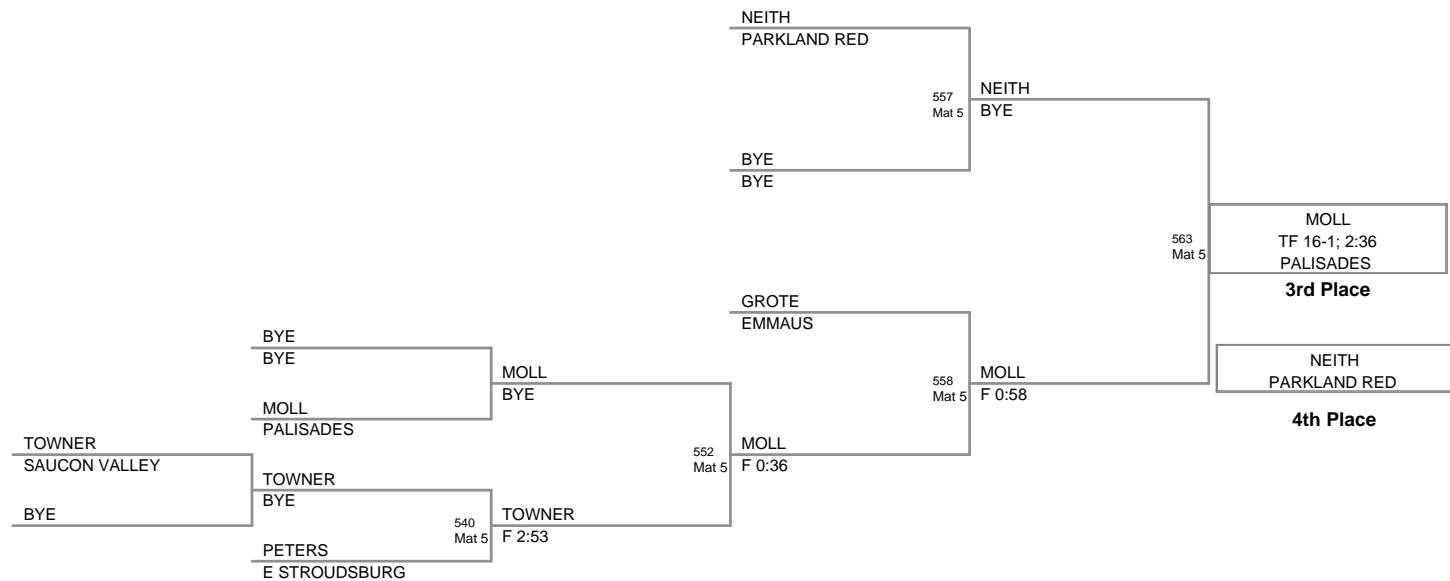 NEITH
PARKLAND RED
557
Mat 5
NEITH
BYE
BYE
BYE
563
Mat 5
MOLL
TF 16-1; 2:36
PALISADES
3rd Place
GROTE
EMMAUS
BYE
BYE
MOLL
BYE
558
Mat 5
MOLL
F 0:58
NEITH
PARKLAND RED
4th Place
MOLL
PALISADES
TOWNER
SAUCON VALLEY
552
Mat 5
MOLL
F 0:36
TOWNER
BYE
BYE
540
Mat 5
TOWNER
F 2:53
PETERS
E STROUDSBURG